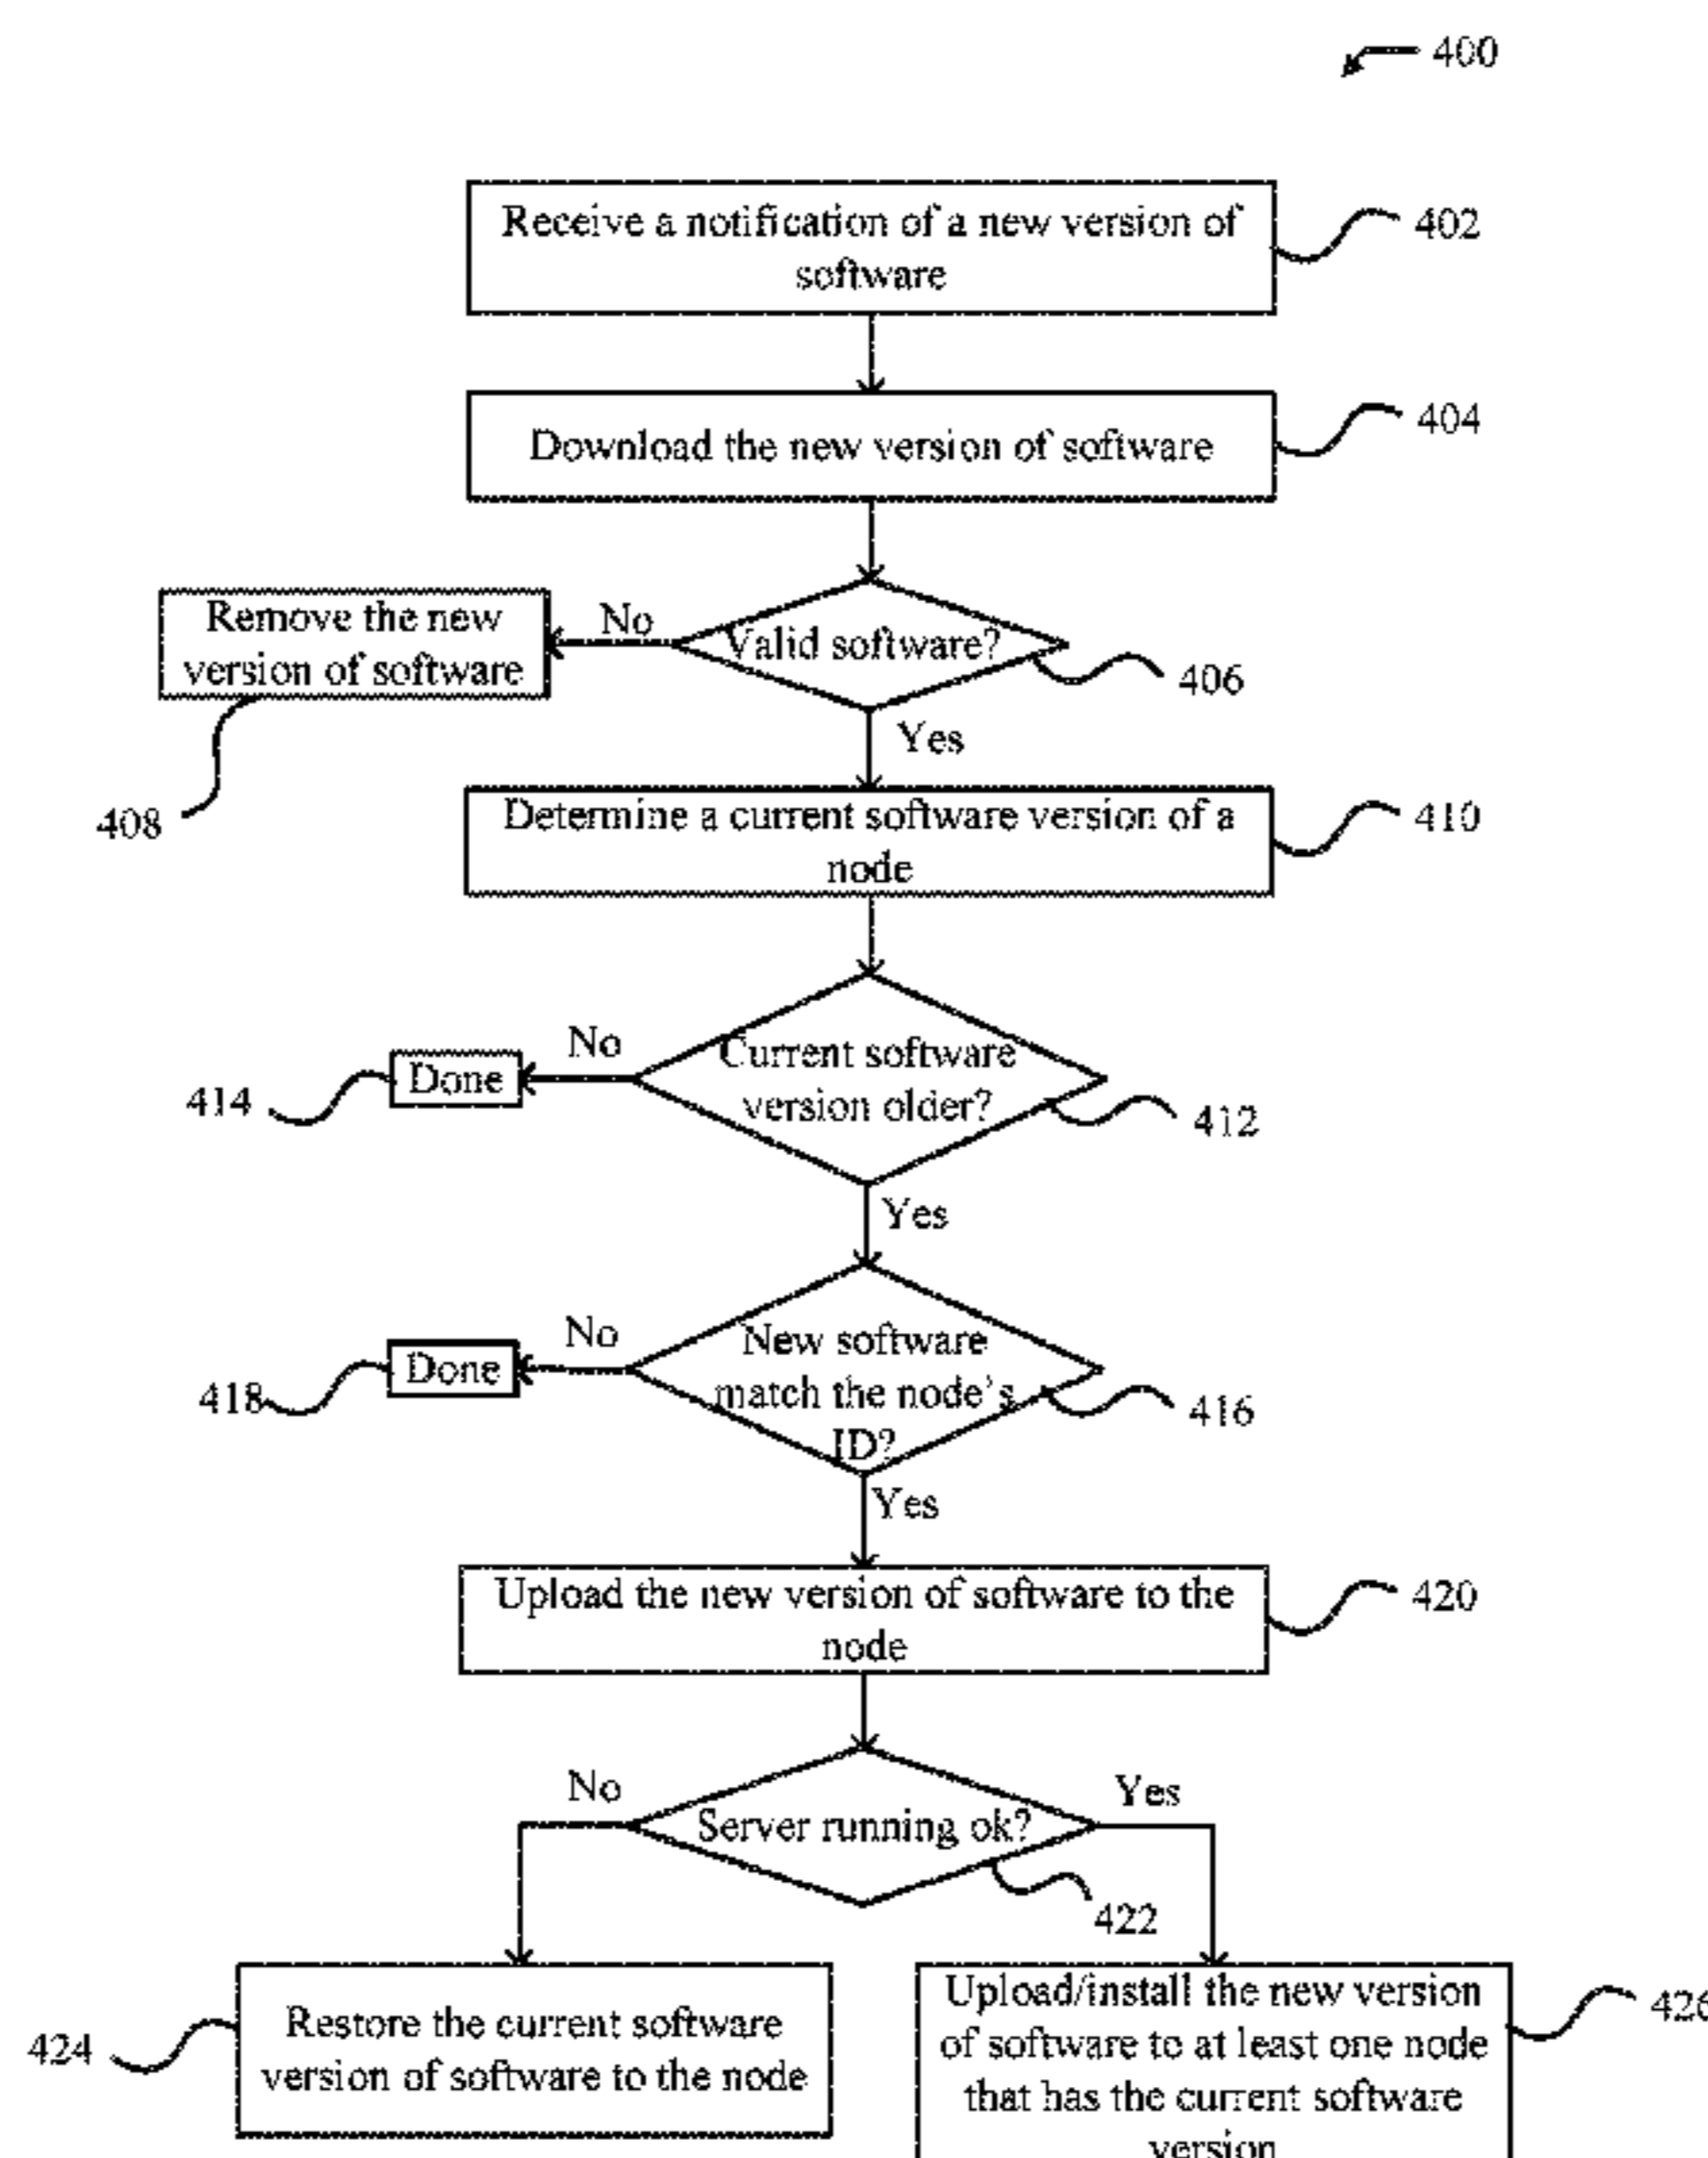 400
Receive a notification of a new version of
software
402
Download the new version of software
404
Remove the new
version of software
No
Valid software?
406
408
Yes
Determine a current software version of a
node
410
No
Current software
version older?
Done
414
412
Yes
No
New software
match the node's
ID?
Done
418
416
Yes
Upload the new version of software to the
node
420
No
Server running ok?
Yes
422
Restore the current software
version of software to the node
424
Upload/install the new version
of software to at least one node
that has the current software
version
426